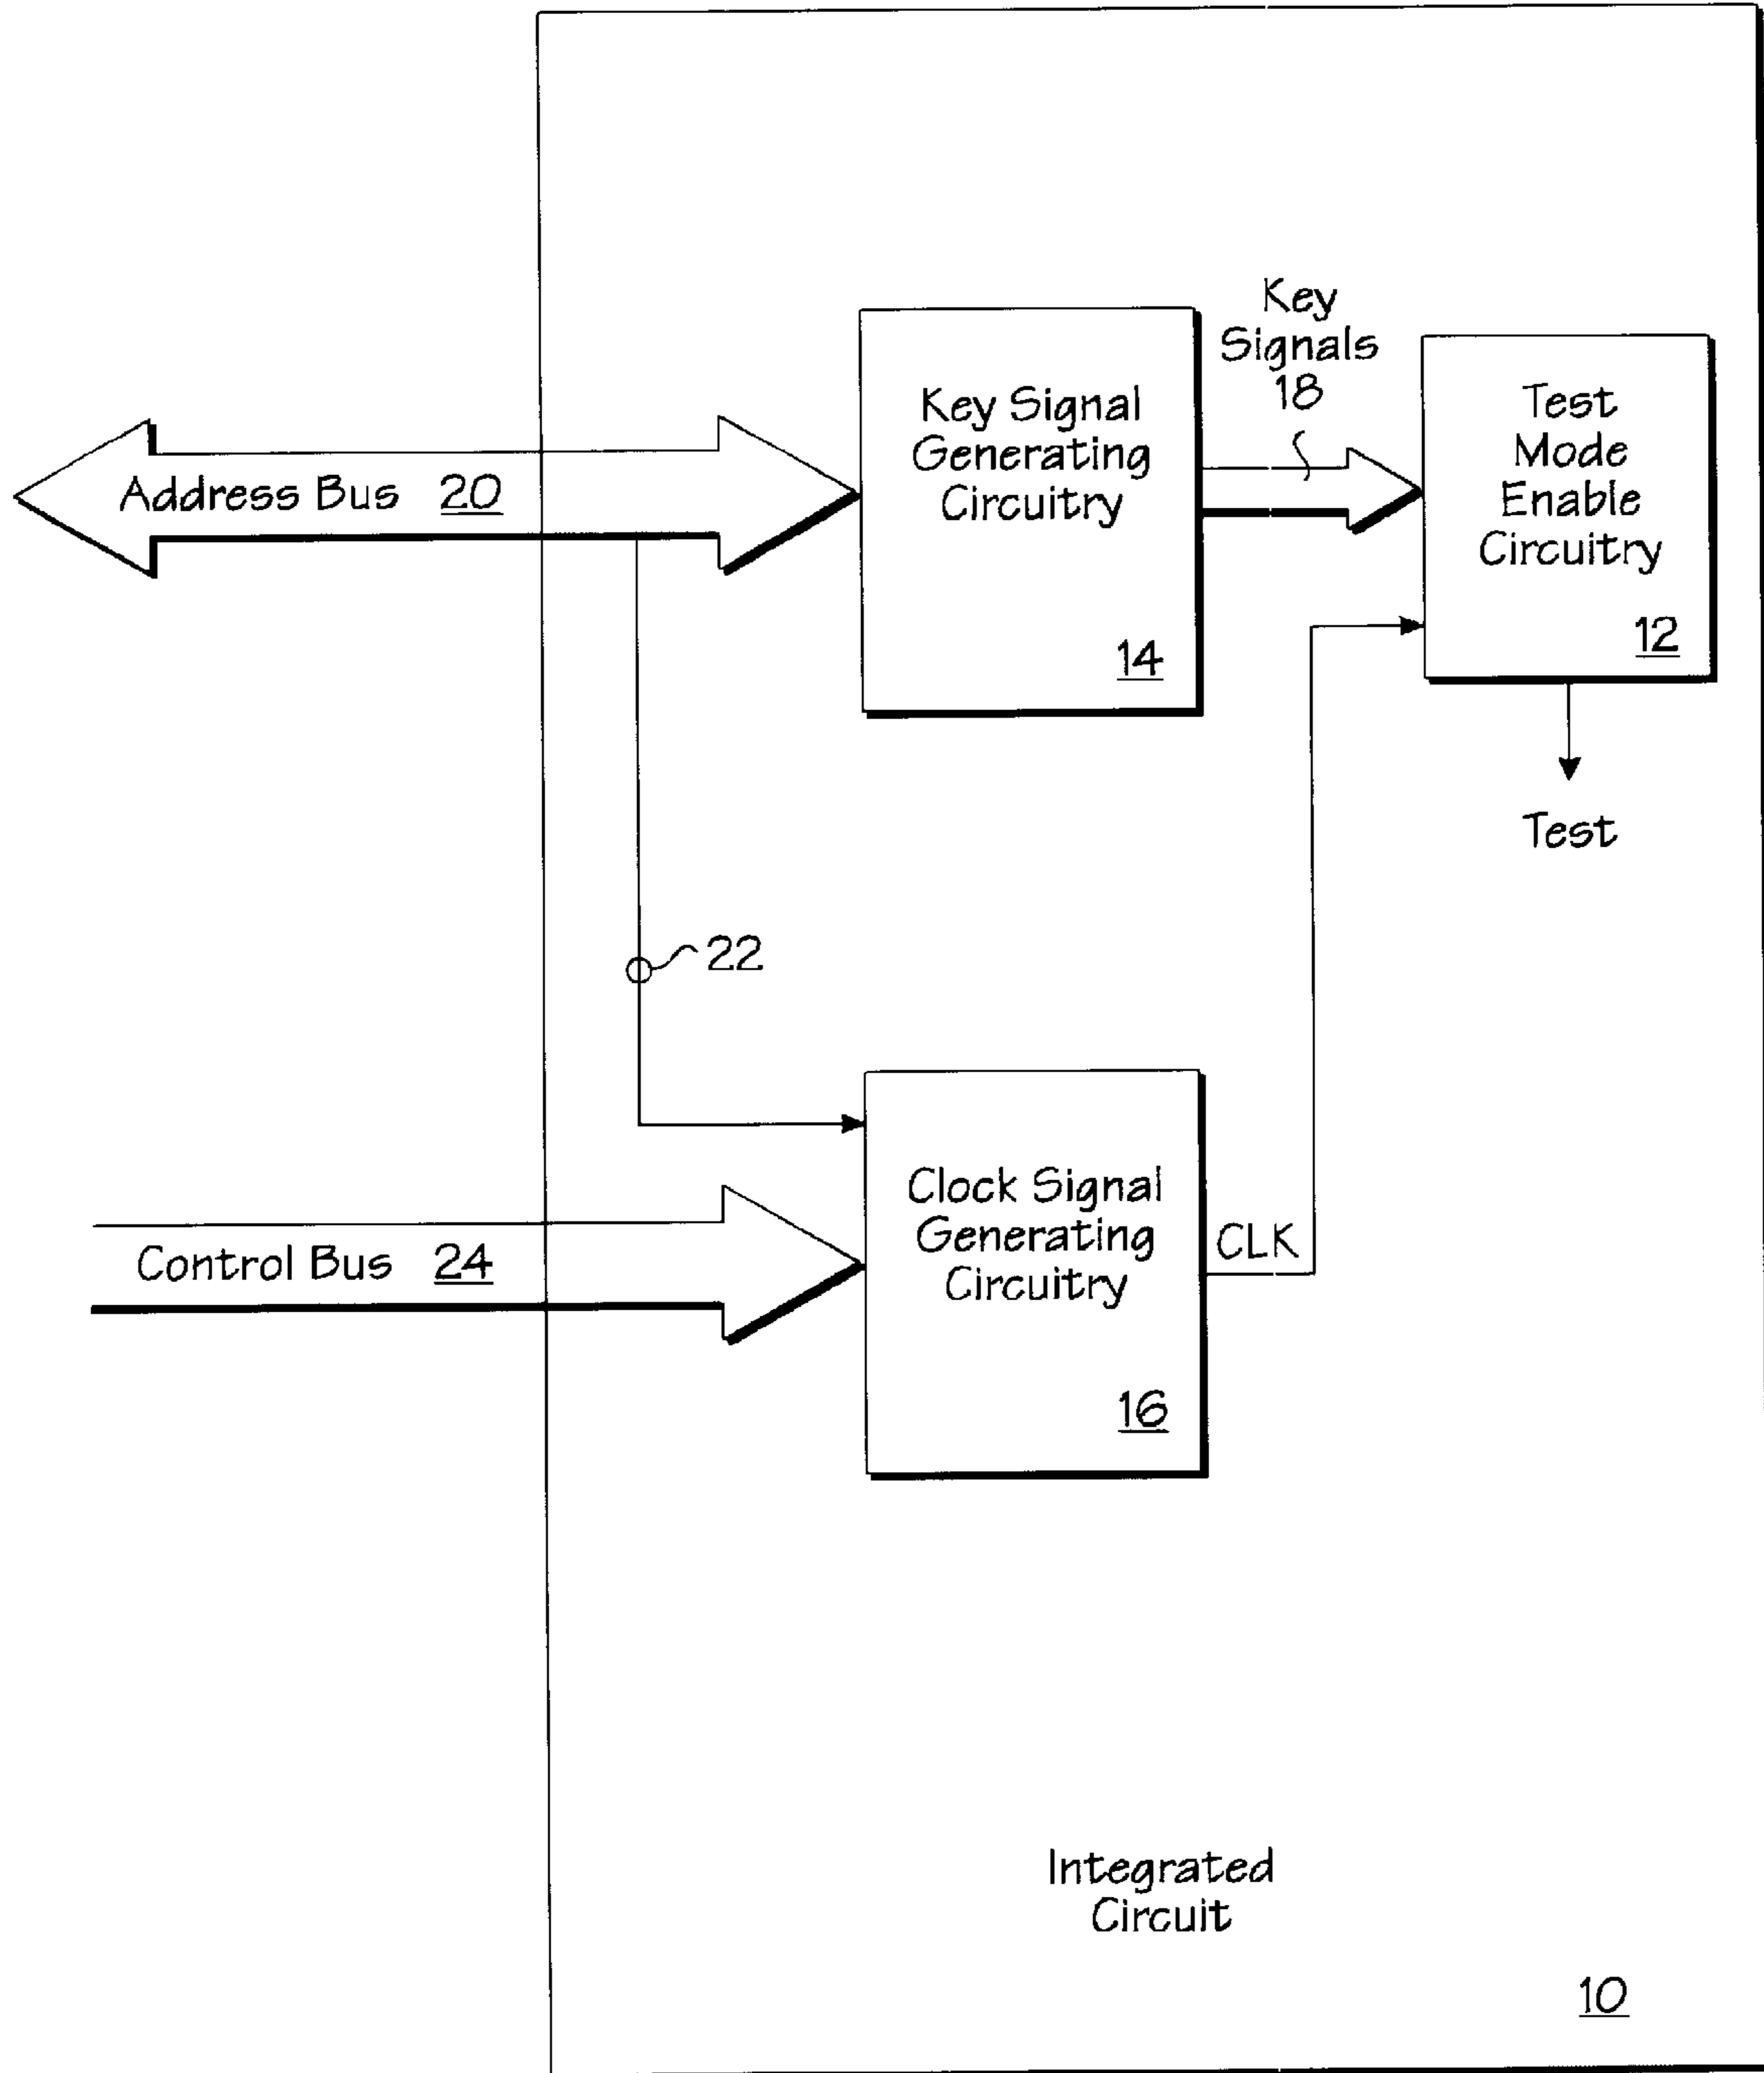 Key
Signals
18
Key Signal
Generating
Circuitry
14
Test
Mode
Enable
Circuitry
12
Address Bus 20
Test
22
Clock Signal
Generating
Circuitry
16
CLK
Control Bus 24
Integrated
Circuit
10